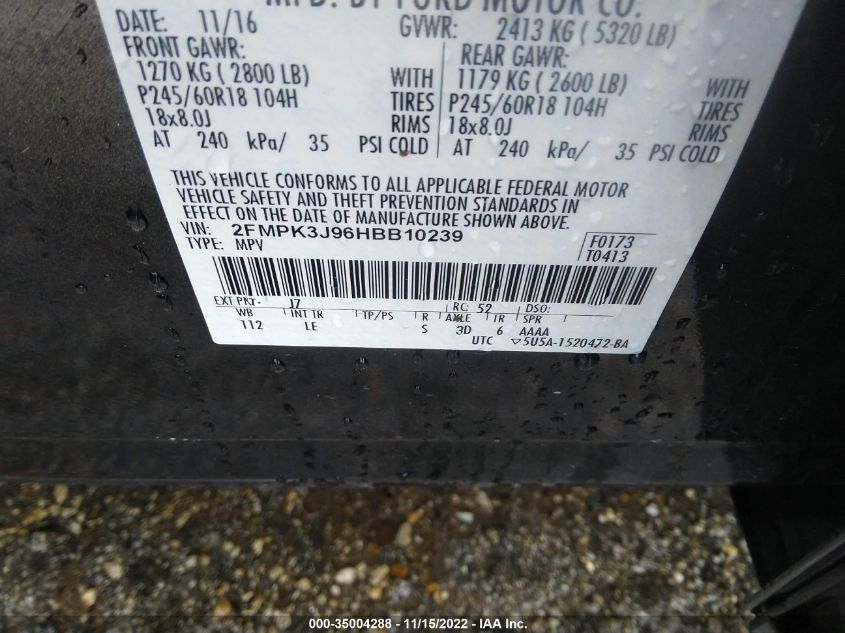 MFD. BY FORD MOTOR CO.
DATE: 11/16 GVWR: 2413 KG ( 5320 LB)
FRONT GAWR: REAR GAWR:
1270 KG ( 2800 LB) WITH 1179 KG ( 2600 LB) WITH
P245/60R18 104H TIRES P245/60R18 104H TIRES
18x8.0J RIMS 18x8.0J RIMS
AT 240 kPa/ 35 PSI COLD AT 240 kPa/ 35 PSI COLD
THIS VEHICLE CONFORMS TO ALL APPLICABLE FEDERAL MOTOR
VEHICLE SAFETY AND THEFT PREVENTION STANDARDS IN
EFFECT ON THE DATE OF MANUFACTURE SHOWN ABOVE.
VIN: 2FMPK3J96HBB10239 F0173
TYPE: MPV T0413
EXT PNT: J7 RC: 52 DSO:
WB INT TR TP/PS R AXLE TR SPR
112 LE S 3D 6 AAAA
UTC ▽5U5A-1520472-BA
000-35004288 - 11/15/2022 - IAA Inc.